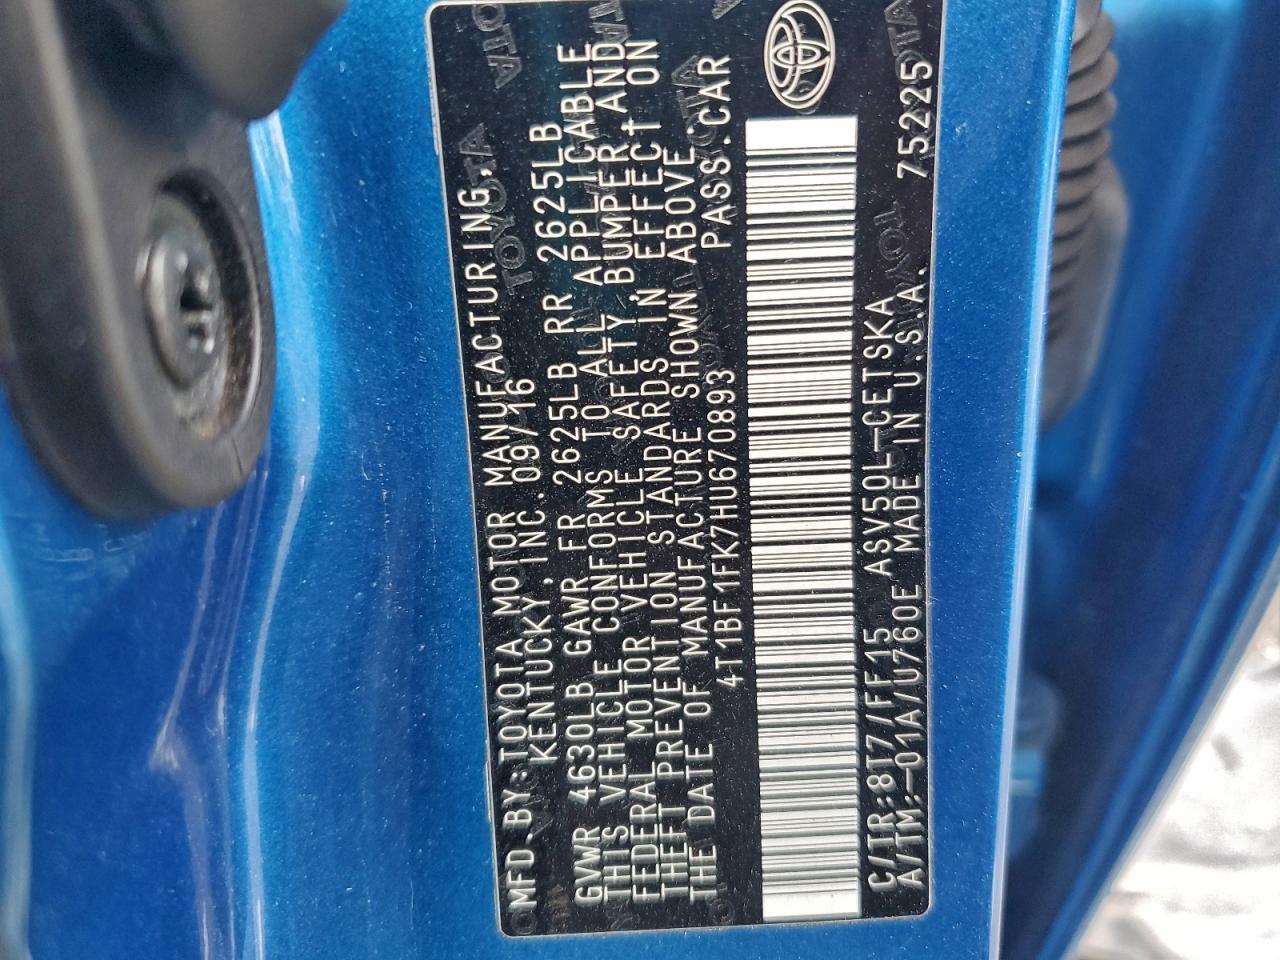 MFD.BY:TOYOTA MOTOR MANUFACTURING,
KENTUCKY, INC. 09/16
GVWR 4630LB GAWR FR 2625LB RR 2625LB
THIS VEHICLE CONFORMS TO ALL APPLICABLE
FEDERAL MOTOR VEHICLE SAFETY, BUMPER, AND
THEFT PREVENTION STANDARDS IN EFFECT ON
THE DATE OF MANUFACTURE SHOWN ABOVE.
4T1BF1FK7HU670893 PASS.CAR
C/TR:8T7/FF15 ASV50L-CETSKA
A/TM:-01A/U760E MADE IN U.S.A. 75225